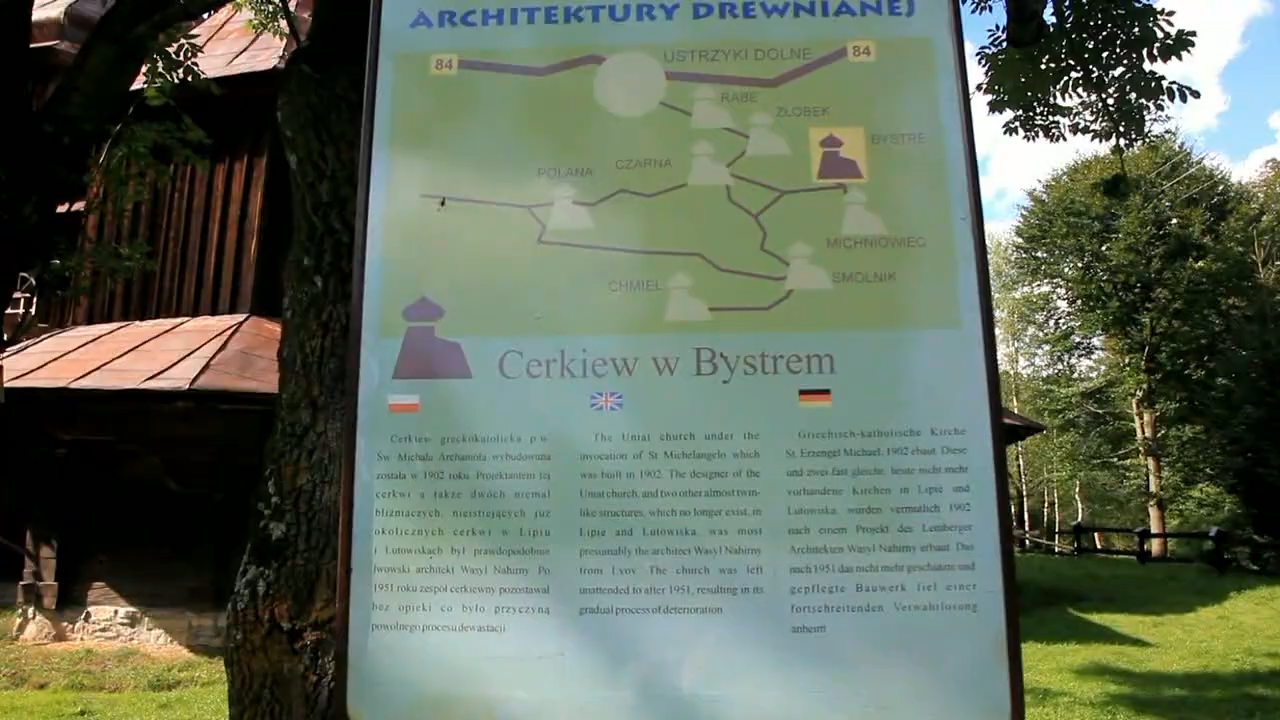 ARCHITEKTURY DREWNIANEJ
84
USTRZYKI DOLNE
84
RABE
ŻŁOBEK
BYSTRE
CZARNA
POLANA
MICHNIOWIEC
SMOLNIK
CHMIEL
Cerkiew w Bystrem
Cerkiew greckokatolicka p.w.
Św. Michała Archanioła wybudowana
została w 1902 roku. Projektantem tej
cerkwi a także dwóch niemal
bliźniaczych, nieistniejących już
okolicznych cerkwi w Lipiu
i Lutowiskach był prawdopodobnie
lwowski architekt Wasyl Nahirny. Po
1951 roku zespół cerkiewny pozostawał
bez opieki co było przyczyną
powolnego procesu dewastacji.
The Uniat church under the
invocation of St Michelangelo which
was built in 1902. The designer of the
Uniat church, and two other almost twin-
like structures, which no longer exist, in
Lipie and Lutowiska, was most
presumably the architect Wasyl Nahirny
from Lvov. The church was left
unattended to after 1951, resulting in its
gradual process of deterioration.
Griechisch-katholische Kirche
St. Erzengel Michael, 1902 ebaut. Diese
und zwei fast gleiche, heute nicht mehr
vorhandene Kirchen in Lipie und
Lutowiska, wurden vermutlich 1902
nach einem Projekt des Lemberger
Architekten Wasyl Nahirny erbaut. Das
nach 1951 das nicht mehr geschützte und
gepflegte Bauwerk fiel einer
fortschreitenden Verwahrlosung
anheim.